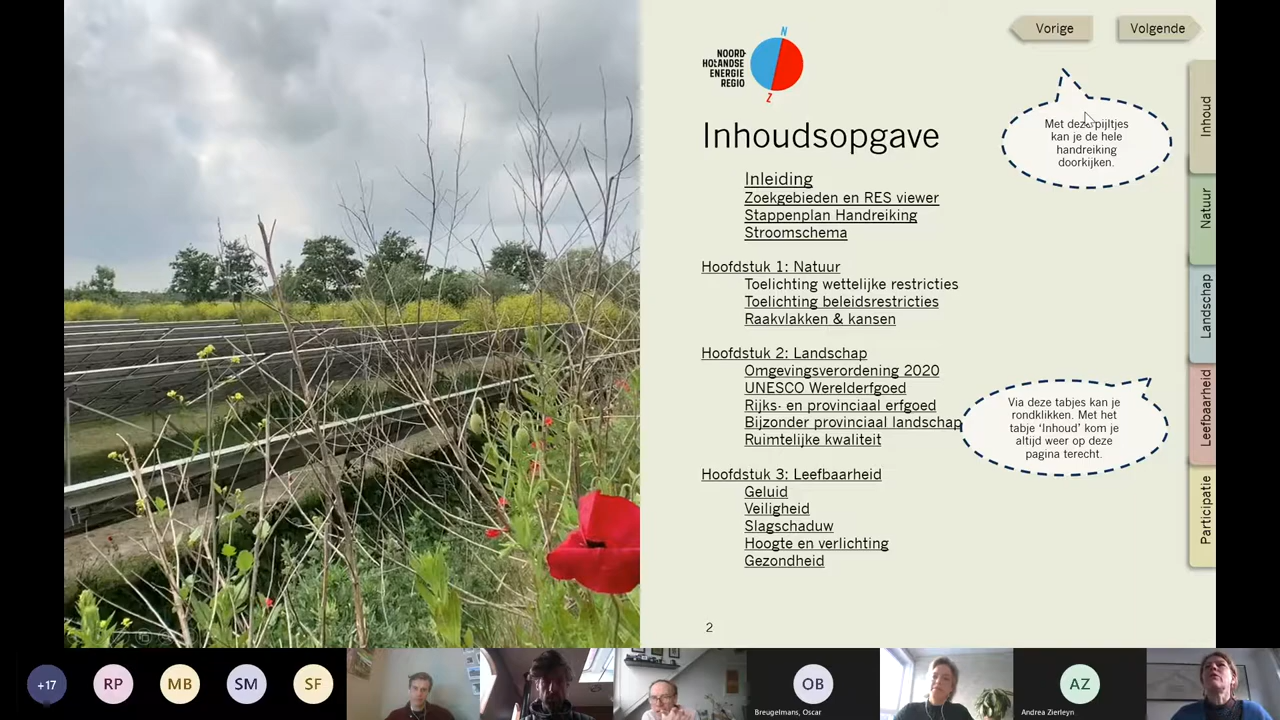 Vorige
Volgende
N
NOORD-
HOLLANDSE
ENERGIE
REGIO
Z
Inhoudsopgave
Met deze pijltjes
kan je de hele
handreiking
doorkijken.
Inleiding
Zoekgebieden en RES viewer
Stappenplan Handreiking
Stroomschema
Hoofdstuk 1: Natuur
Toelichting wettelijke restricties
Toelichting beleidsrestricties
Raakvlakken & kansen
Hoofdstuk 2: Landschap
Omgevingsverordening 2020
UNESCO Werelderfgoed
Rijks- en provinciaal erfgoed
Bijzonder provinciaal landschap
Ruimtelijke kwaliteit
Via deze tabjes kan je
rondklikken. Met het
tabje ‘Inhoud’ kom je
altijd weer op deze
pagina terecht.
Hoofdstuk 3: Leefbaarheid
Geluid
Veiligheid
Slagschaduw
Hoogte en verlichting
Gezondheid
2
Inhoud
Natuur
Landschap
Leefbaarheid
Participatie
+17
RP
MB
SM
SF
OB
Breugelmans, Oscar
AZ
Andrea Zierleyn